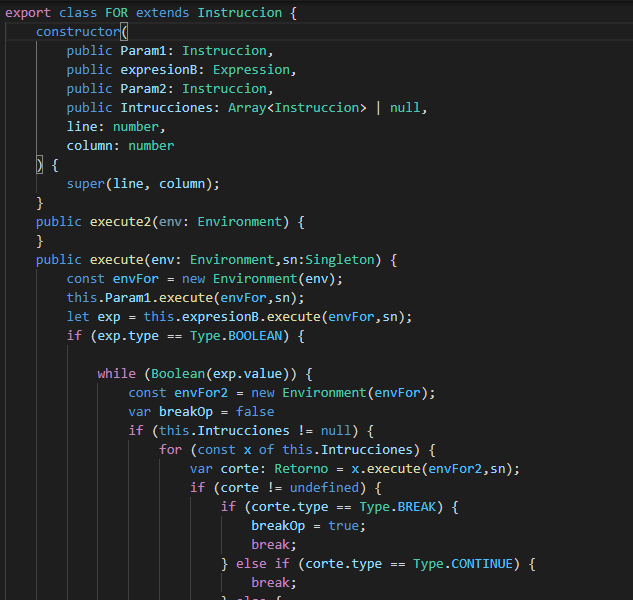 export class FOR extends Instruccion {
constructor(
public Param1: Instruccion,
public expresionB: Expression,
public Param2: Instruccion,
public Intrucciones: Array<Instruccion> | null,
line: number,
column: number
) {
super(line, column);
}
public execute2(env: Environment) {
}
public execute(env: Environment,sn:Singleton) {
const envFor = new Environment(env);
this.Param1.execute(envFor,sn);
let exp = this.expresionB.execute(envFor,sn);
if (exp.type == Type.BOOLEAN) {
while (Boolean(exp.value)) {
const envFor2 = new Environment(envFor);
var breakOp = false
if (this.Intrucciones != null) {
for (const x of this.Intrucciones) {
var corte: Retorno = x.execute(envFor2,sn);
if (corte != undefined) {
if (corte.type == Type.BREAK) {
breakOp = true;
break;
} else if (corte.type == Type.CONTINUE) {
break;
} else {